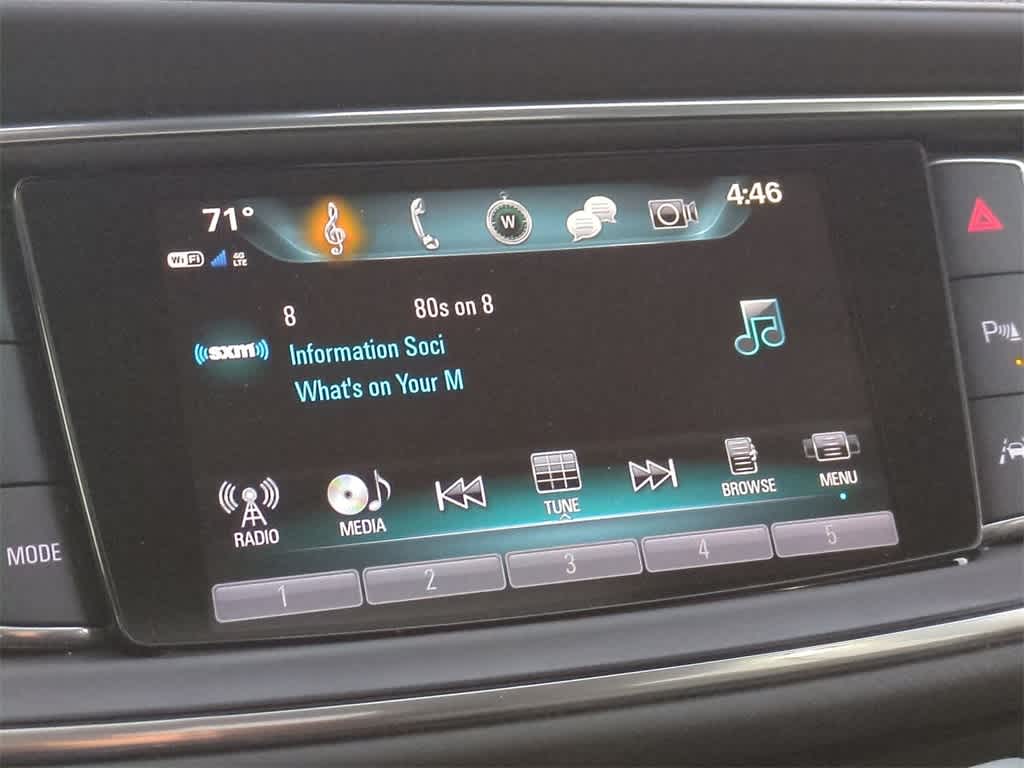 71°
4:46
W
WiFi
4G
LTE
8
80s on 8
sxm
Information Soci
What's on Your M
RADIO
MEDIA
TUNE
BROWSE
MENU
1
2
3
4
5
MODE
P